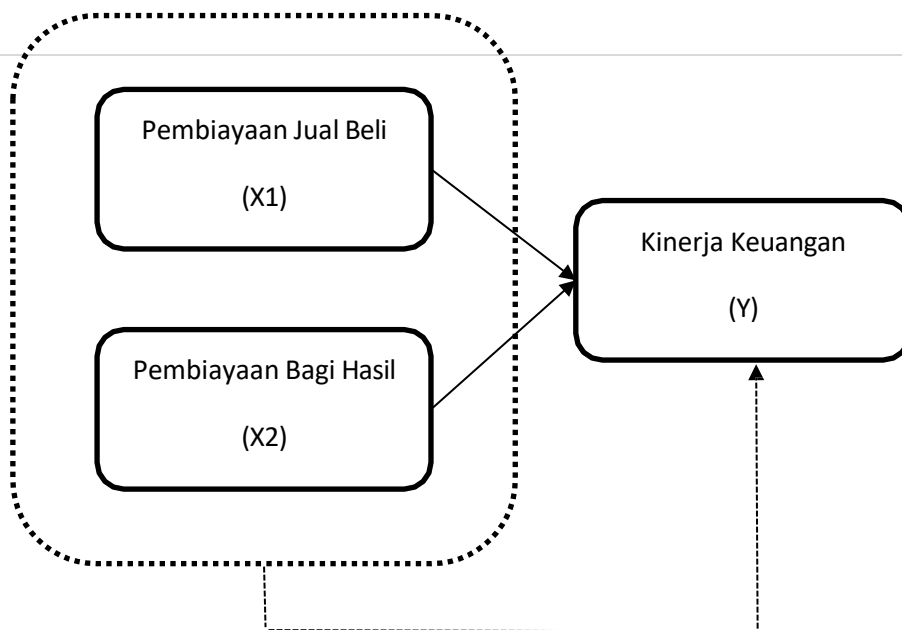 Pembiayaan Jual Beli
(X1)
Kinerja Keuangan
(Y)
Pembiayaan Bagi Hasil
(X2)